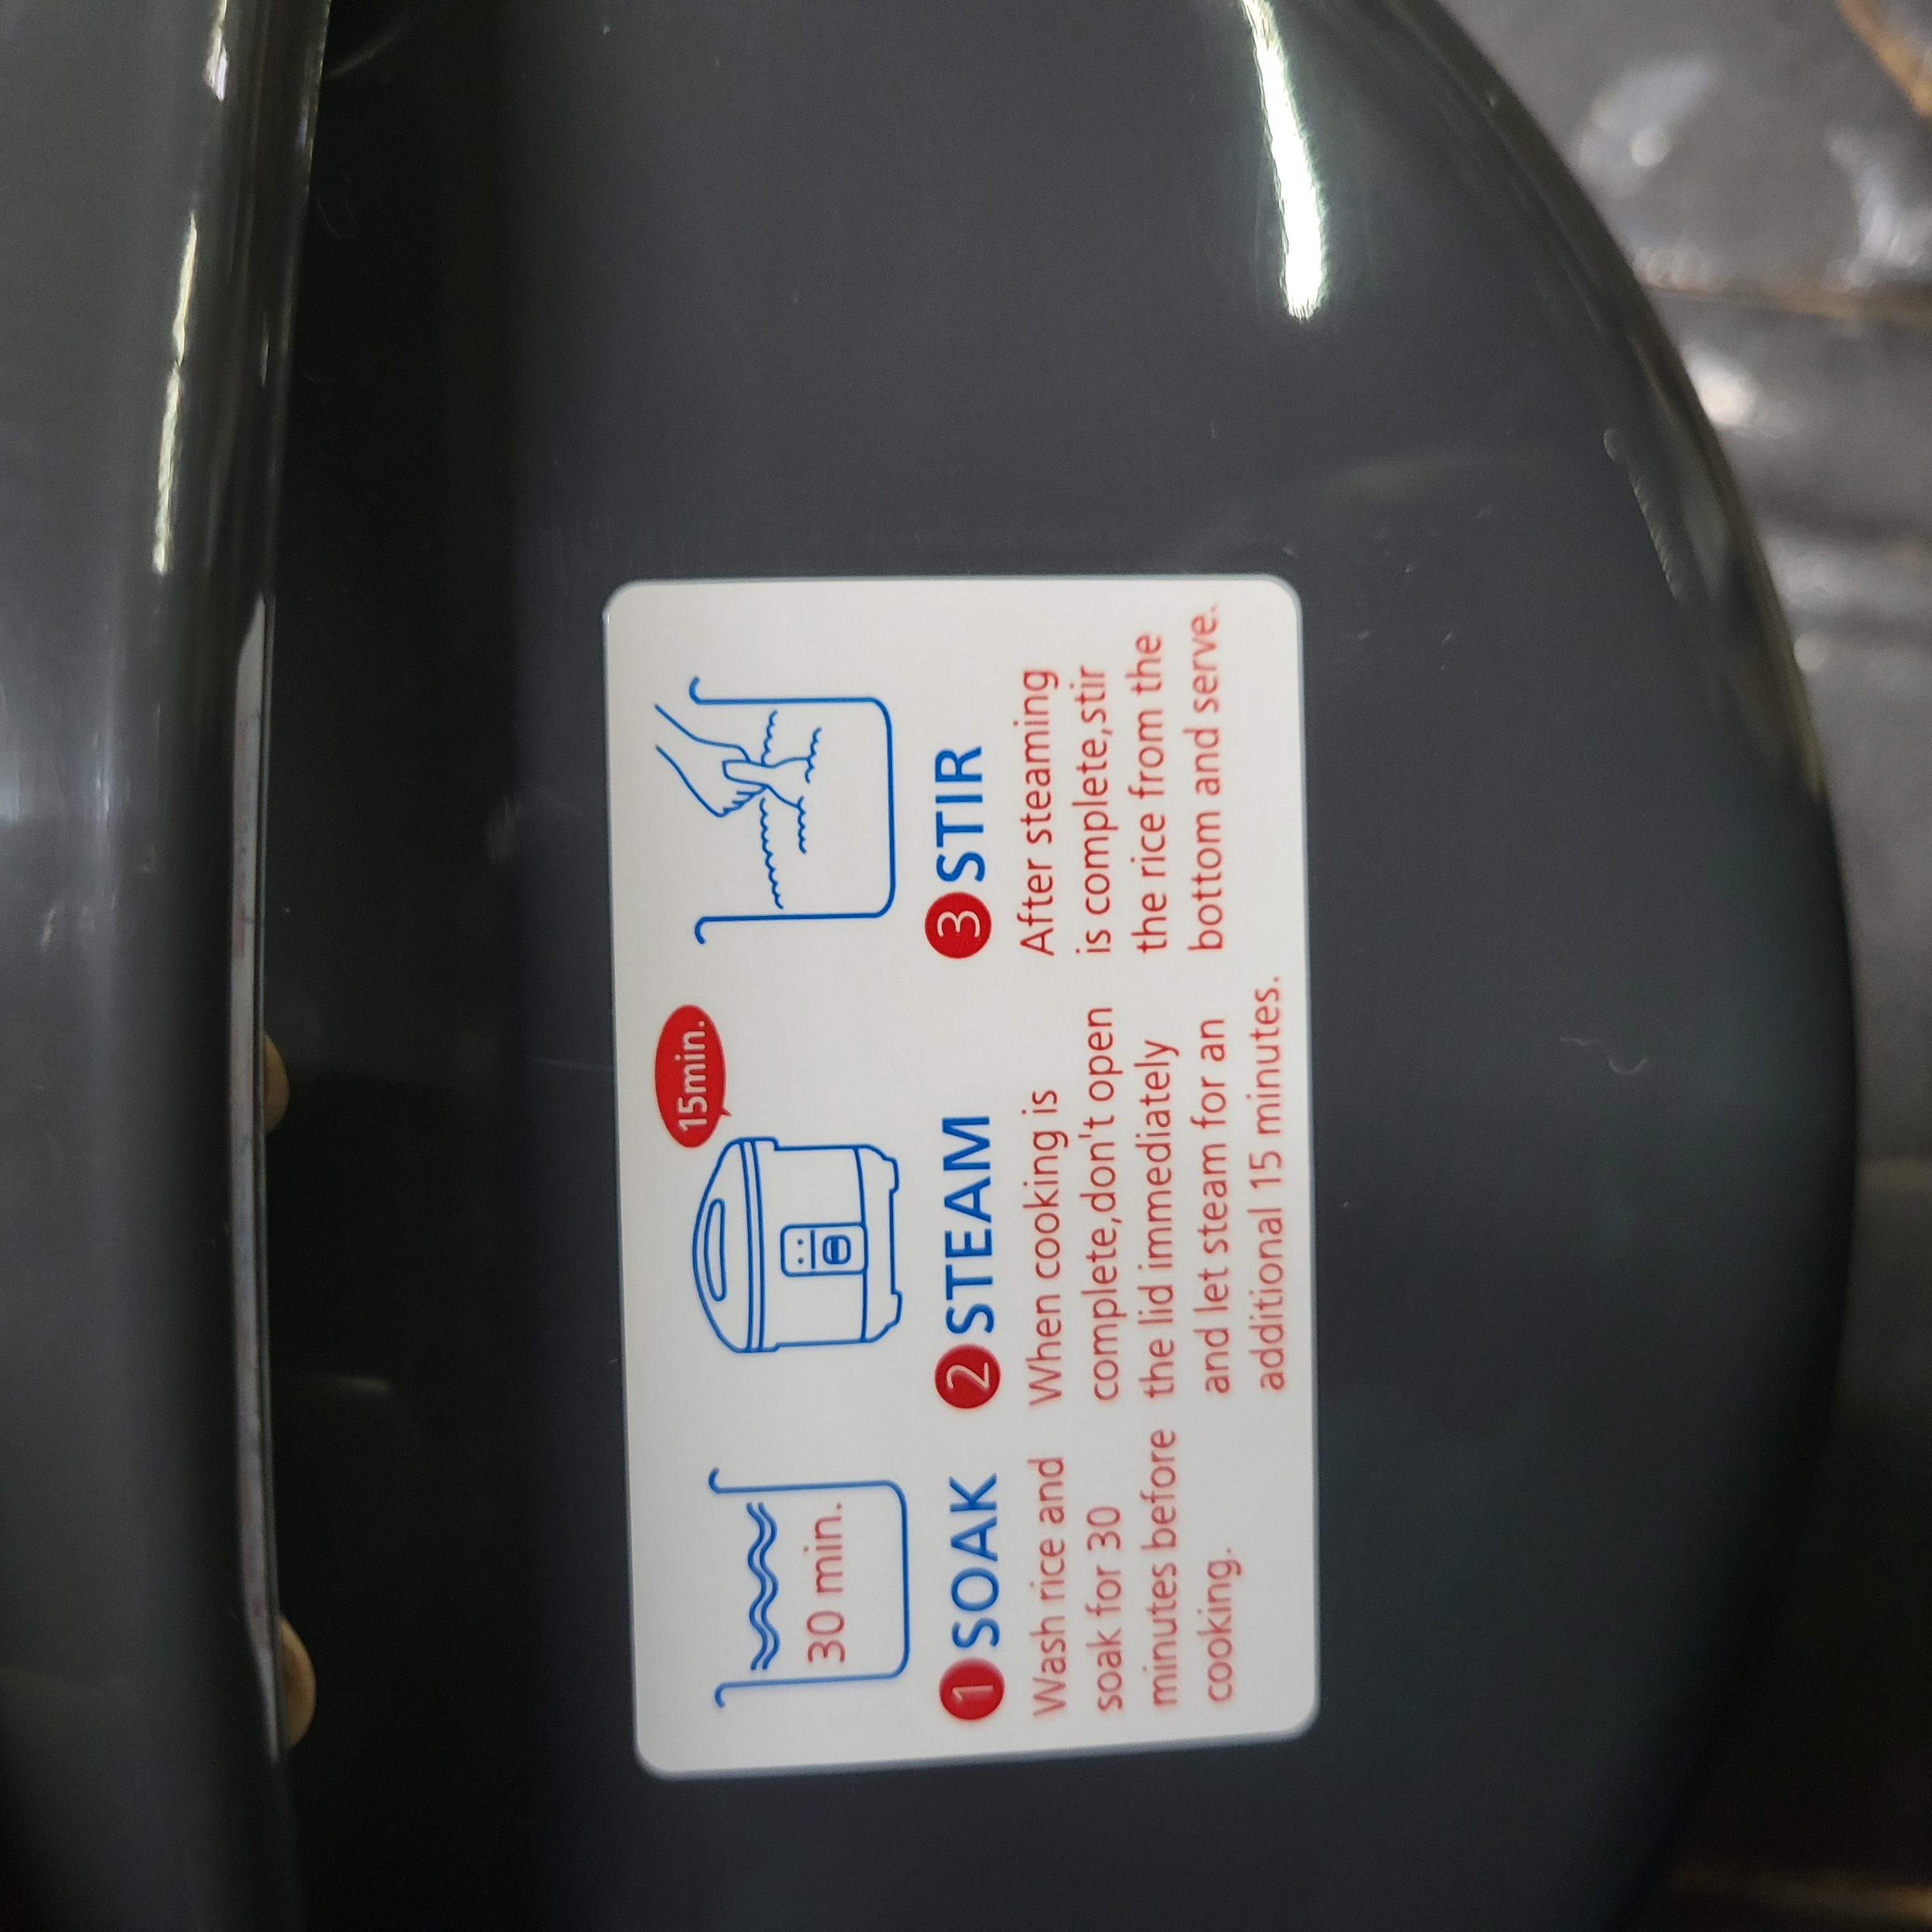 30 min.
1 SOAK
Wash rice and
soak for 30
minutes before
cooking.
15min.
2 STEAM
When cooking is
complete,don't open
the lid immediately
and let steam for an
additional 15 minutes.
3 STIR
After steaming
is complete,stir
the rice from the
bottom and serve.